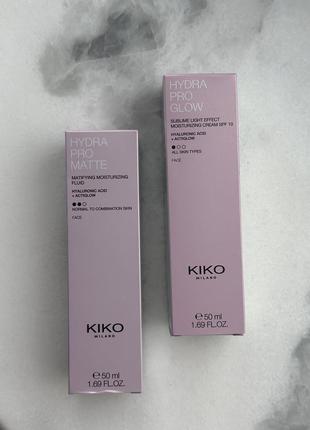 HYDRA
PRO
MATTE
MATIFYING MOISTURIZING
FLUID
HYALURONIC ACID
+ ACTIGLOW
NORMAL TO COMBINATION SKIN
FACE
KIKO
MILANO
e 50 ml
1.69 FL.OZ.
HYDRA
PRO
GLOW
SUBLIME LIGHT EFFECT
MOISTURIZING CREAM SPF 10
HYALURONIC ACID
+ ACTIGLOW
ALL SKIN TYPES
FACE
KIKO
MILANO
e 50 ml
1.69 FL.OZ.